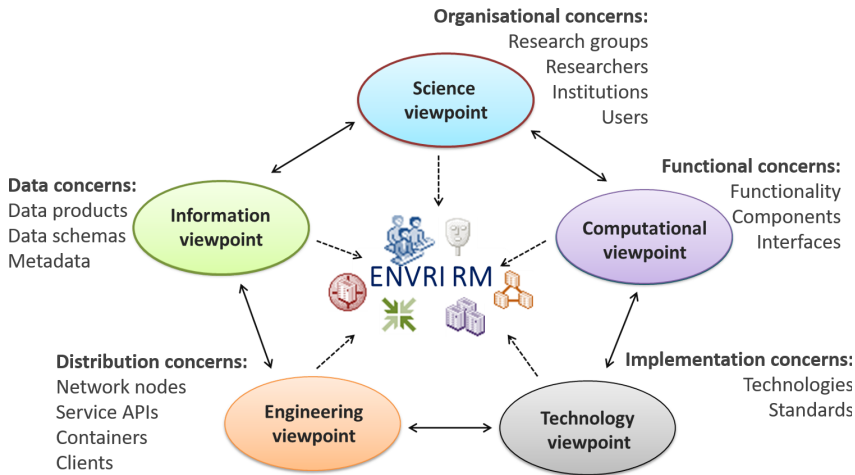 Organisational concerns:
Research groups
Researchers
Institutions
Users
Science
viewpoint
Data concerns:
Data products
Data schemas
Metadata
Information
viewpoint
Functional concerns:
Functionality
Components
Interfaces
Computational
viewpoint
ENVRI RM
Distribution concerns:
Network nodes
Service APIs
Containers
Clients
Engineering
viewpoint
Implementation concerns:
Technologies
Standards
Technology
viewpoint